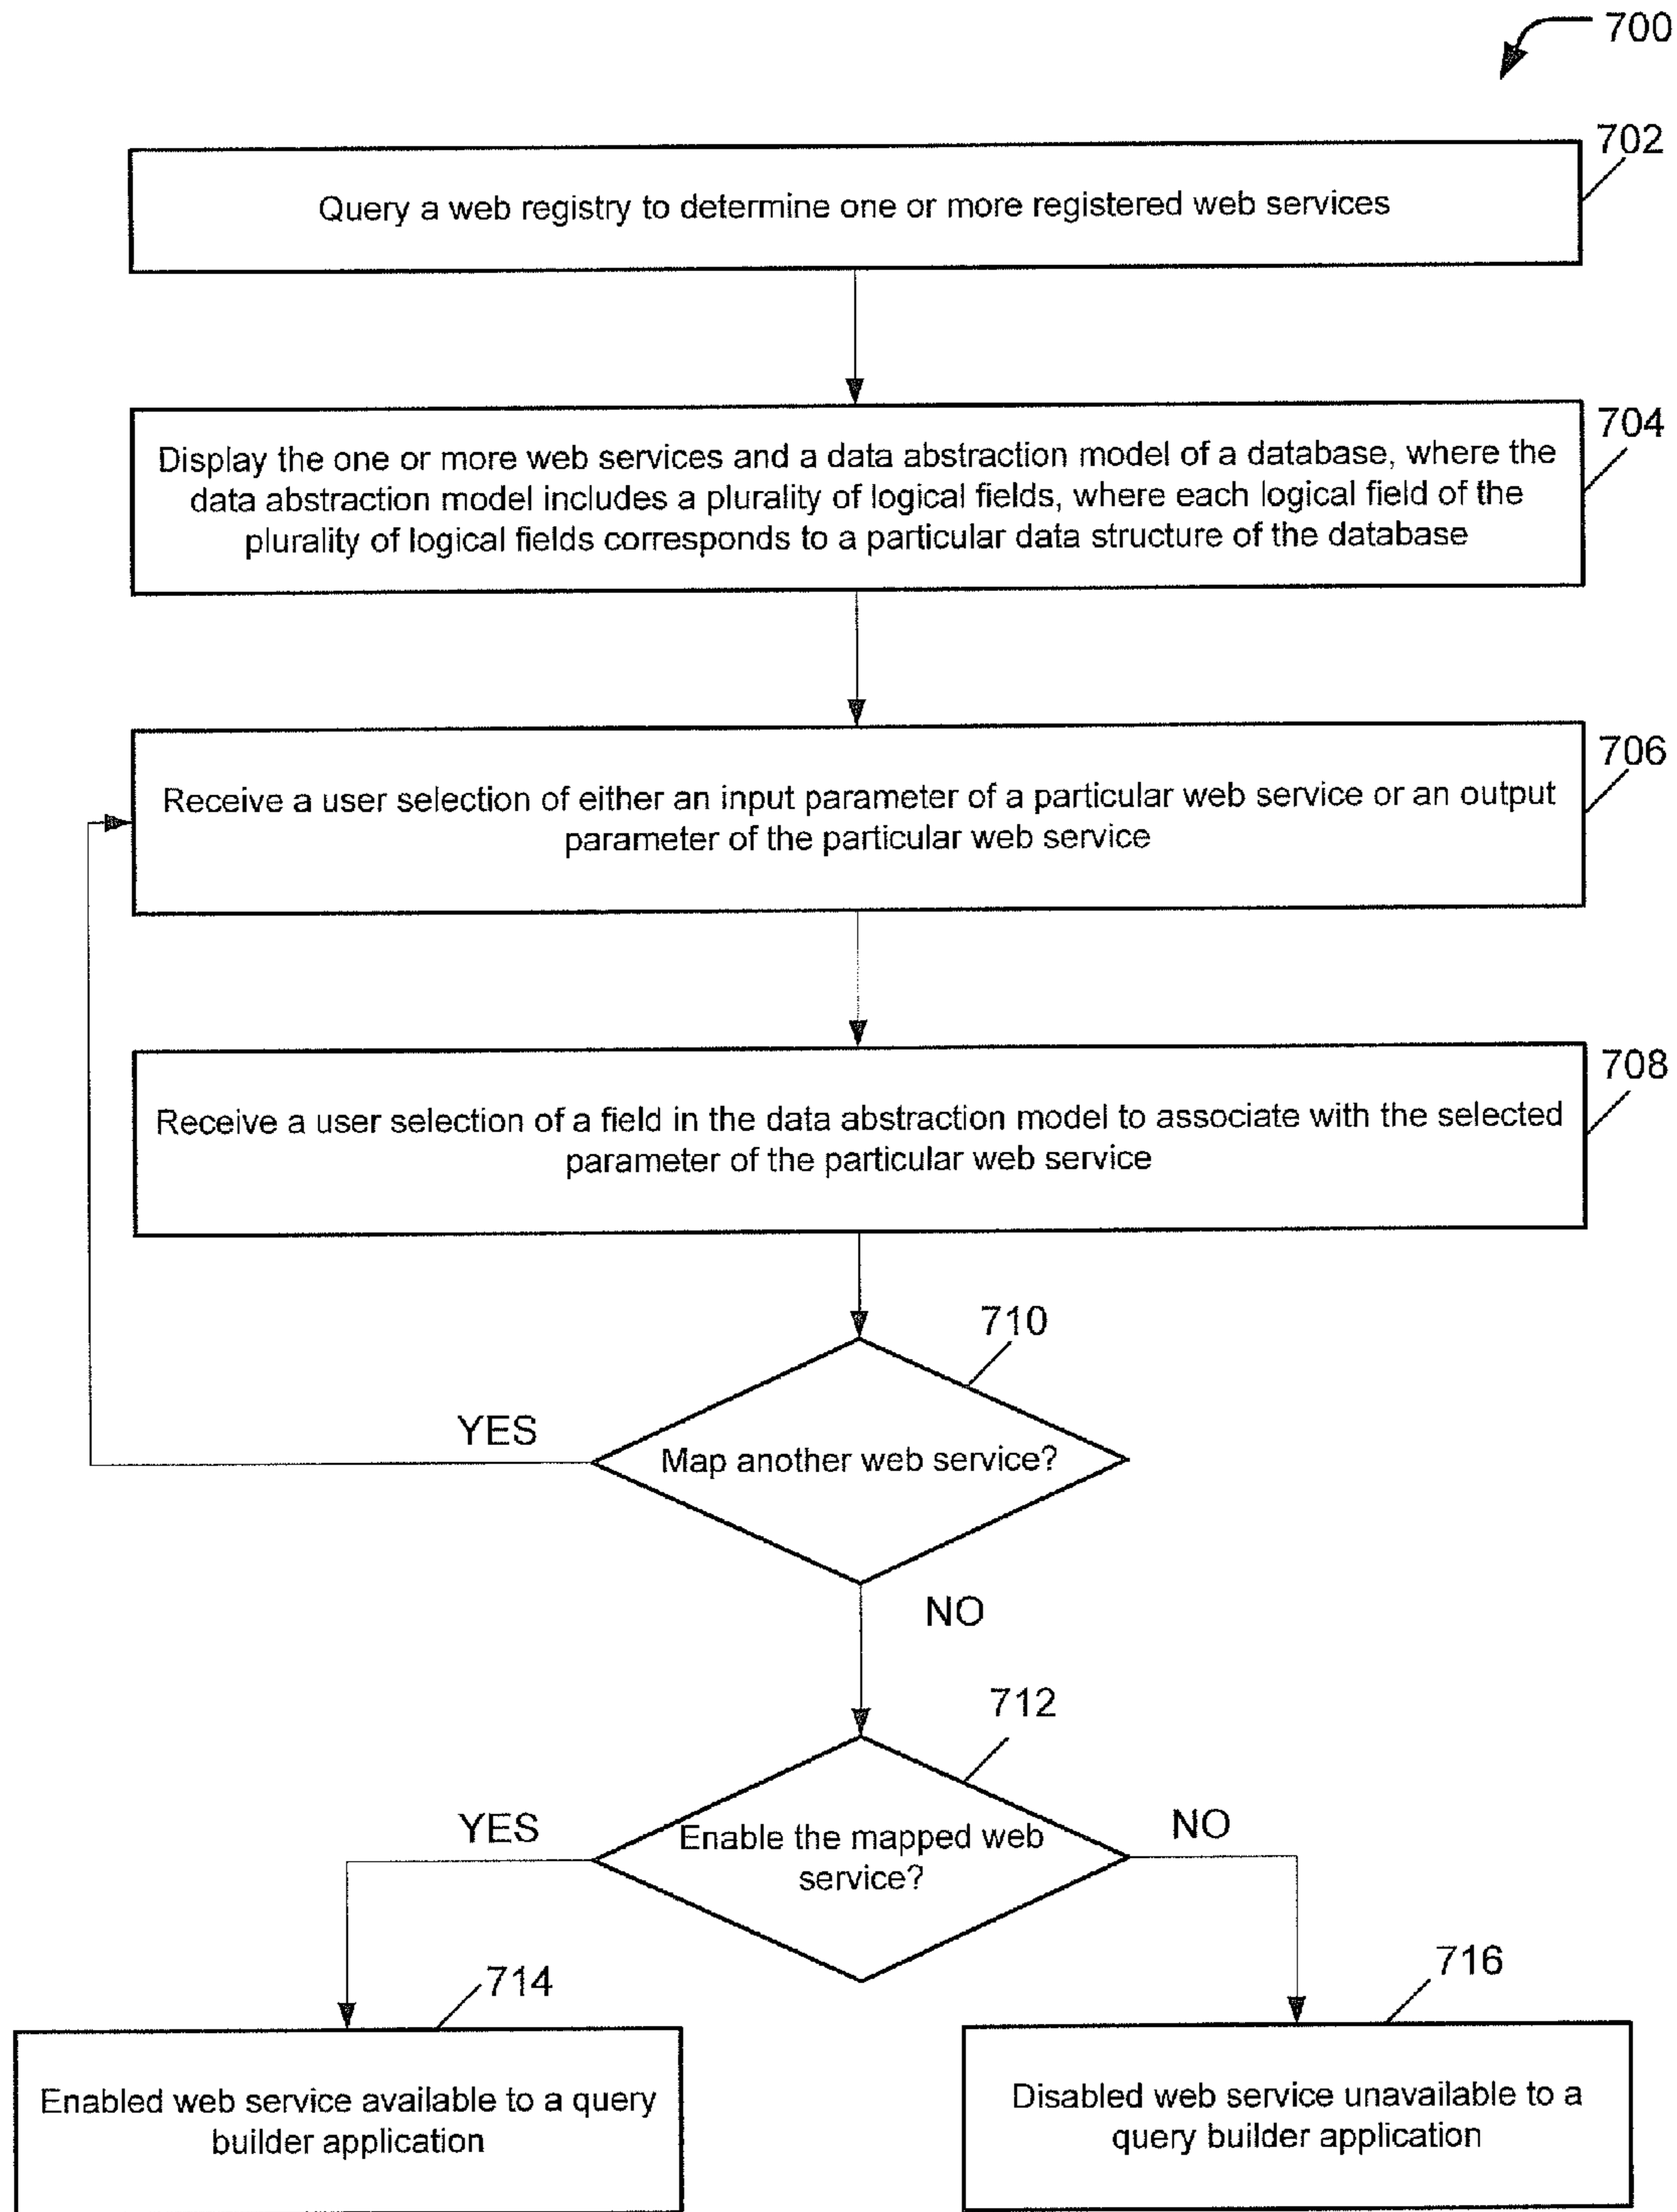 700
702
Query a web registry to determine one or more registered web services
704
Display the one or more web services and a data abstraction model of a database, where the
data abstraction model includes a plurality of logical fields, where each logical field of the
plurality of logical fields corresponds to a particular data structure of the database
706
Receive a user selection of either an input parameter of a particular web service or an output
parameter of the particular web service
708
Receive a user selection of a field in the data abstraction model to associate with the selected
parameter of the particular web service
710
YES
Map another web service?
NO
712
YES
NO
Enable the mapped web
service?
714
716
Enabled web service available to a query
builder application
Disabled web service unavailable to a
query builder application